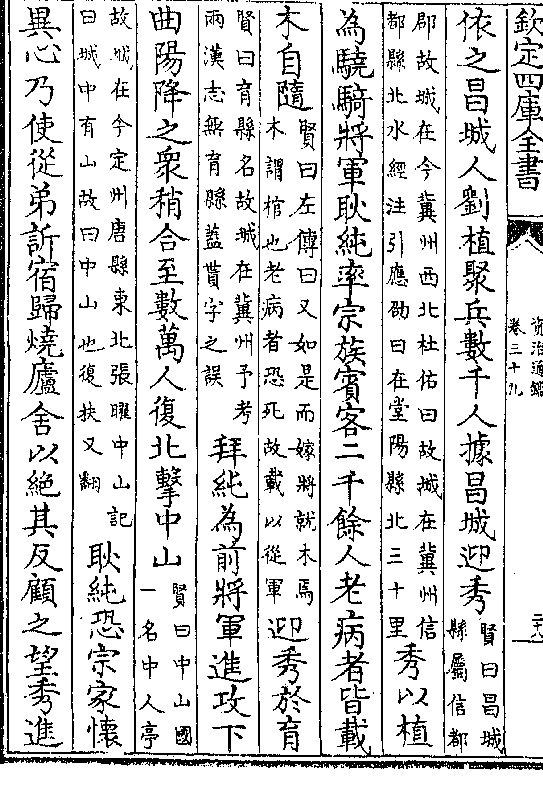 欽定四庫全書
資治通鑑
卷三十九
依之昌城人劉植聚兵數千人據昌城迎秀賢曰昌城縣屬信都
郡故城在今冀州西北杜佑曰故城在冀州信都縣北水經注引應劭曰在堂陽縣北三十里秀以植
為驍騎將軍耿純率宗族賓客二千餘人老病者皆載
木自隨賢曰左傳曰又如是而嫁將就木焉木謂棺也老病者恐死故載以從軍迎秀於育
賢曰育縣名故城在冀州予考兩漢志無育縣蓋貰字之誤拜純為前將軍進攻下
曲陽降之衆稍合至數萬人復北擊中山賢曰中山國一名中人亭
故城在今定州唐縣東北張曜中山記曰城中有山故曰中山也復扶又翻耿純恐宗家懷
異心乃使從弟訢宿歸燒廬舍以絕其反顧之望秀進